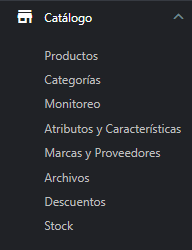 Catálogo
Productos
Categorías
Monitoreo
Atributos y Características
Marcas y Proveedores
Archivos
Descuentos
Stock